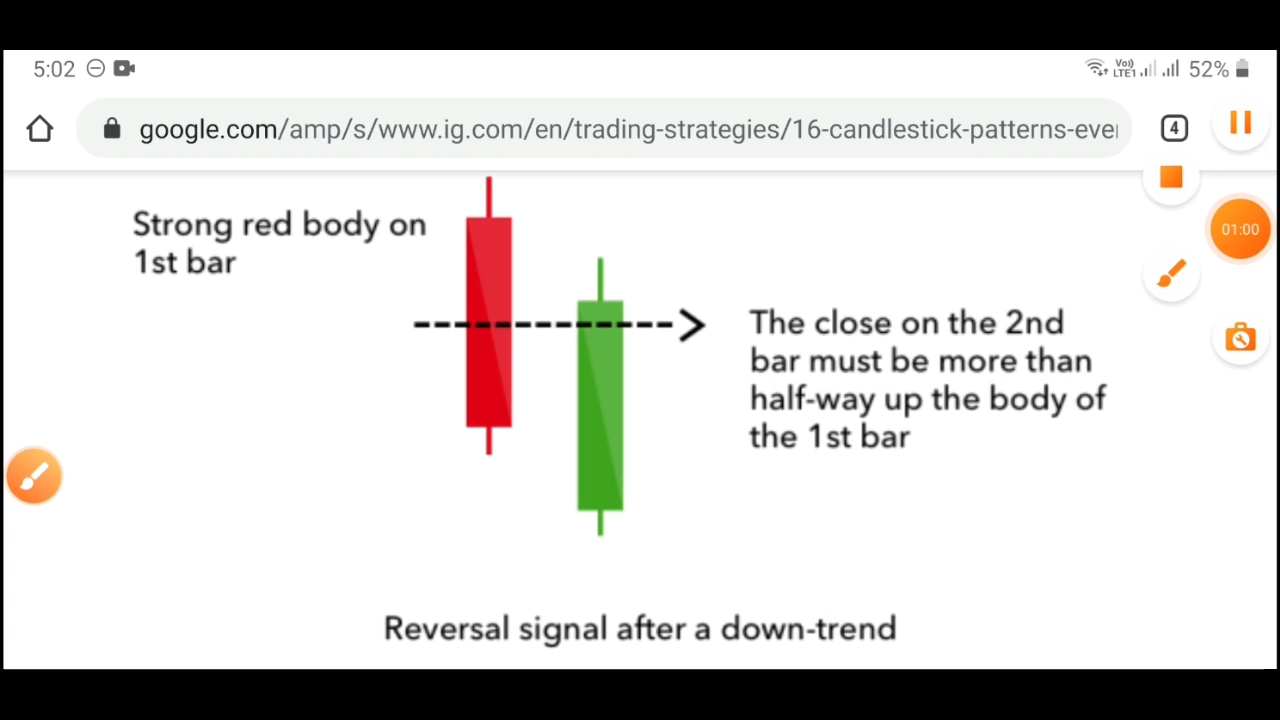 5:02
Vo)
LTE1
52%
google.com/amp/s/www.ig.com/en/trading-strategies/16-candlestick-patterns-eve
4
01:00
Strong red body on
1st bar
The close on the 2nd
bar must be more than
half-way up the body of
the 1st bar
Reversal signal after a down-trend